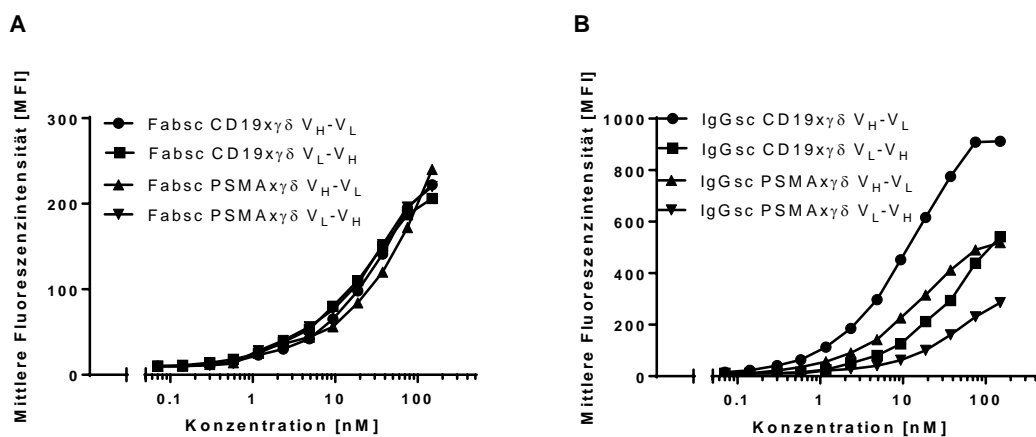 A
Mittlere Fluoreszenzintensität [MFI]
300
200
100
0
Fabsc CD19xγδ VH-VL
Fabsc CD19xγδ VL-VH
Fabsc PSMAxγδ VH-VL
Fabsc PSMAxγδ VL-VH
0.1 1 10 100
Konzentration [nM]
B
Mittlere Fluoreszenzintensität [MFI]
1000
800
600
400
200
0
IgGsc CD19xγδ VH-VL
IgGsc CD19xγδ VL-VH
IgGsc PSMAxγδ VH-VL
IgGsc PSMAxγδ VL-VH
0.1 1 10 100
Konzentration [nM]